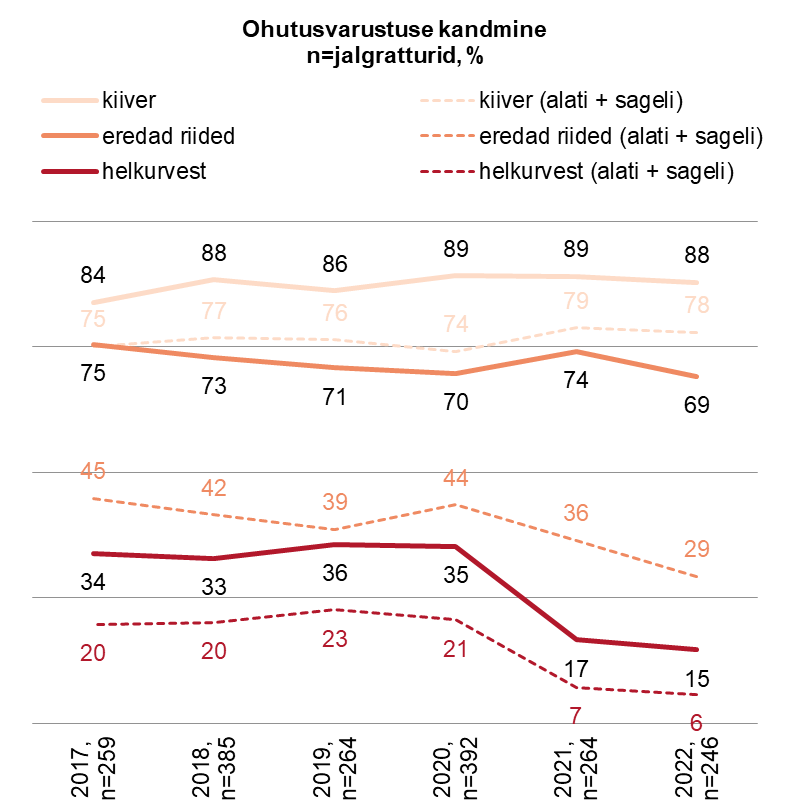 Ohutusvarustuse kandmine
n=jalgratturid, %
kiiver
kiiver (alati + sageli)
eredad riided
eredad riided (alati + sageli)
helkurvest
helkurvest (alati + sageli)
84 88 86 89 89 88
75 77 76 74 79 78
75 73 71 70 74 69
45 42 39 44 36 29
34 33 36 35 17 15
20 20 23 21 7 6
2017, n=259
2018, n=385
2019, n=264
2020, n=392
2021, n=264
2022, n=246